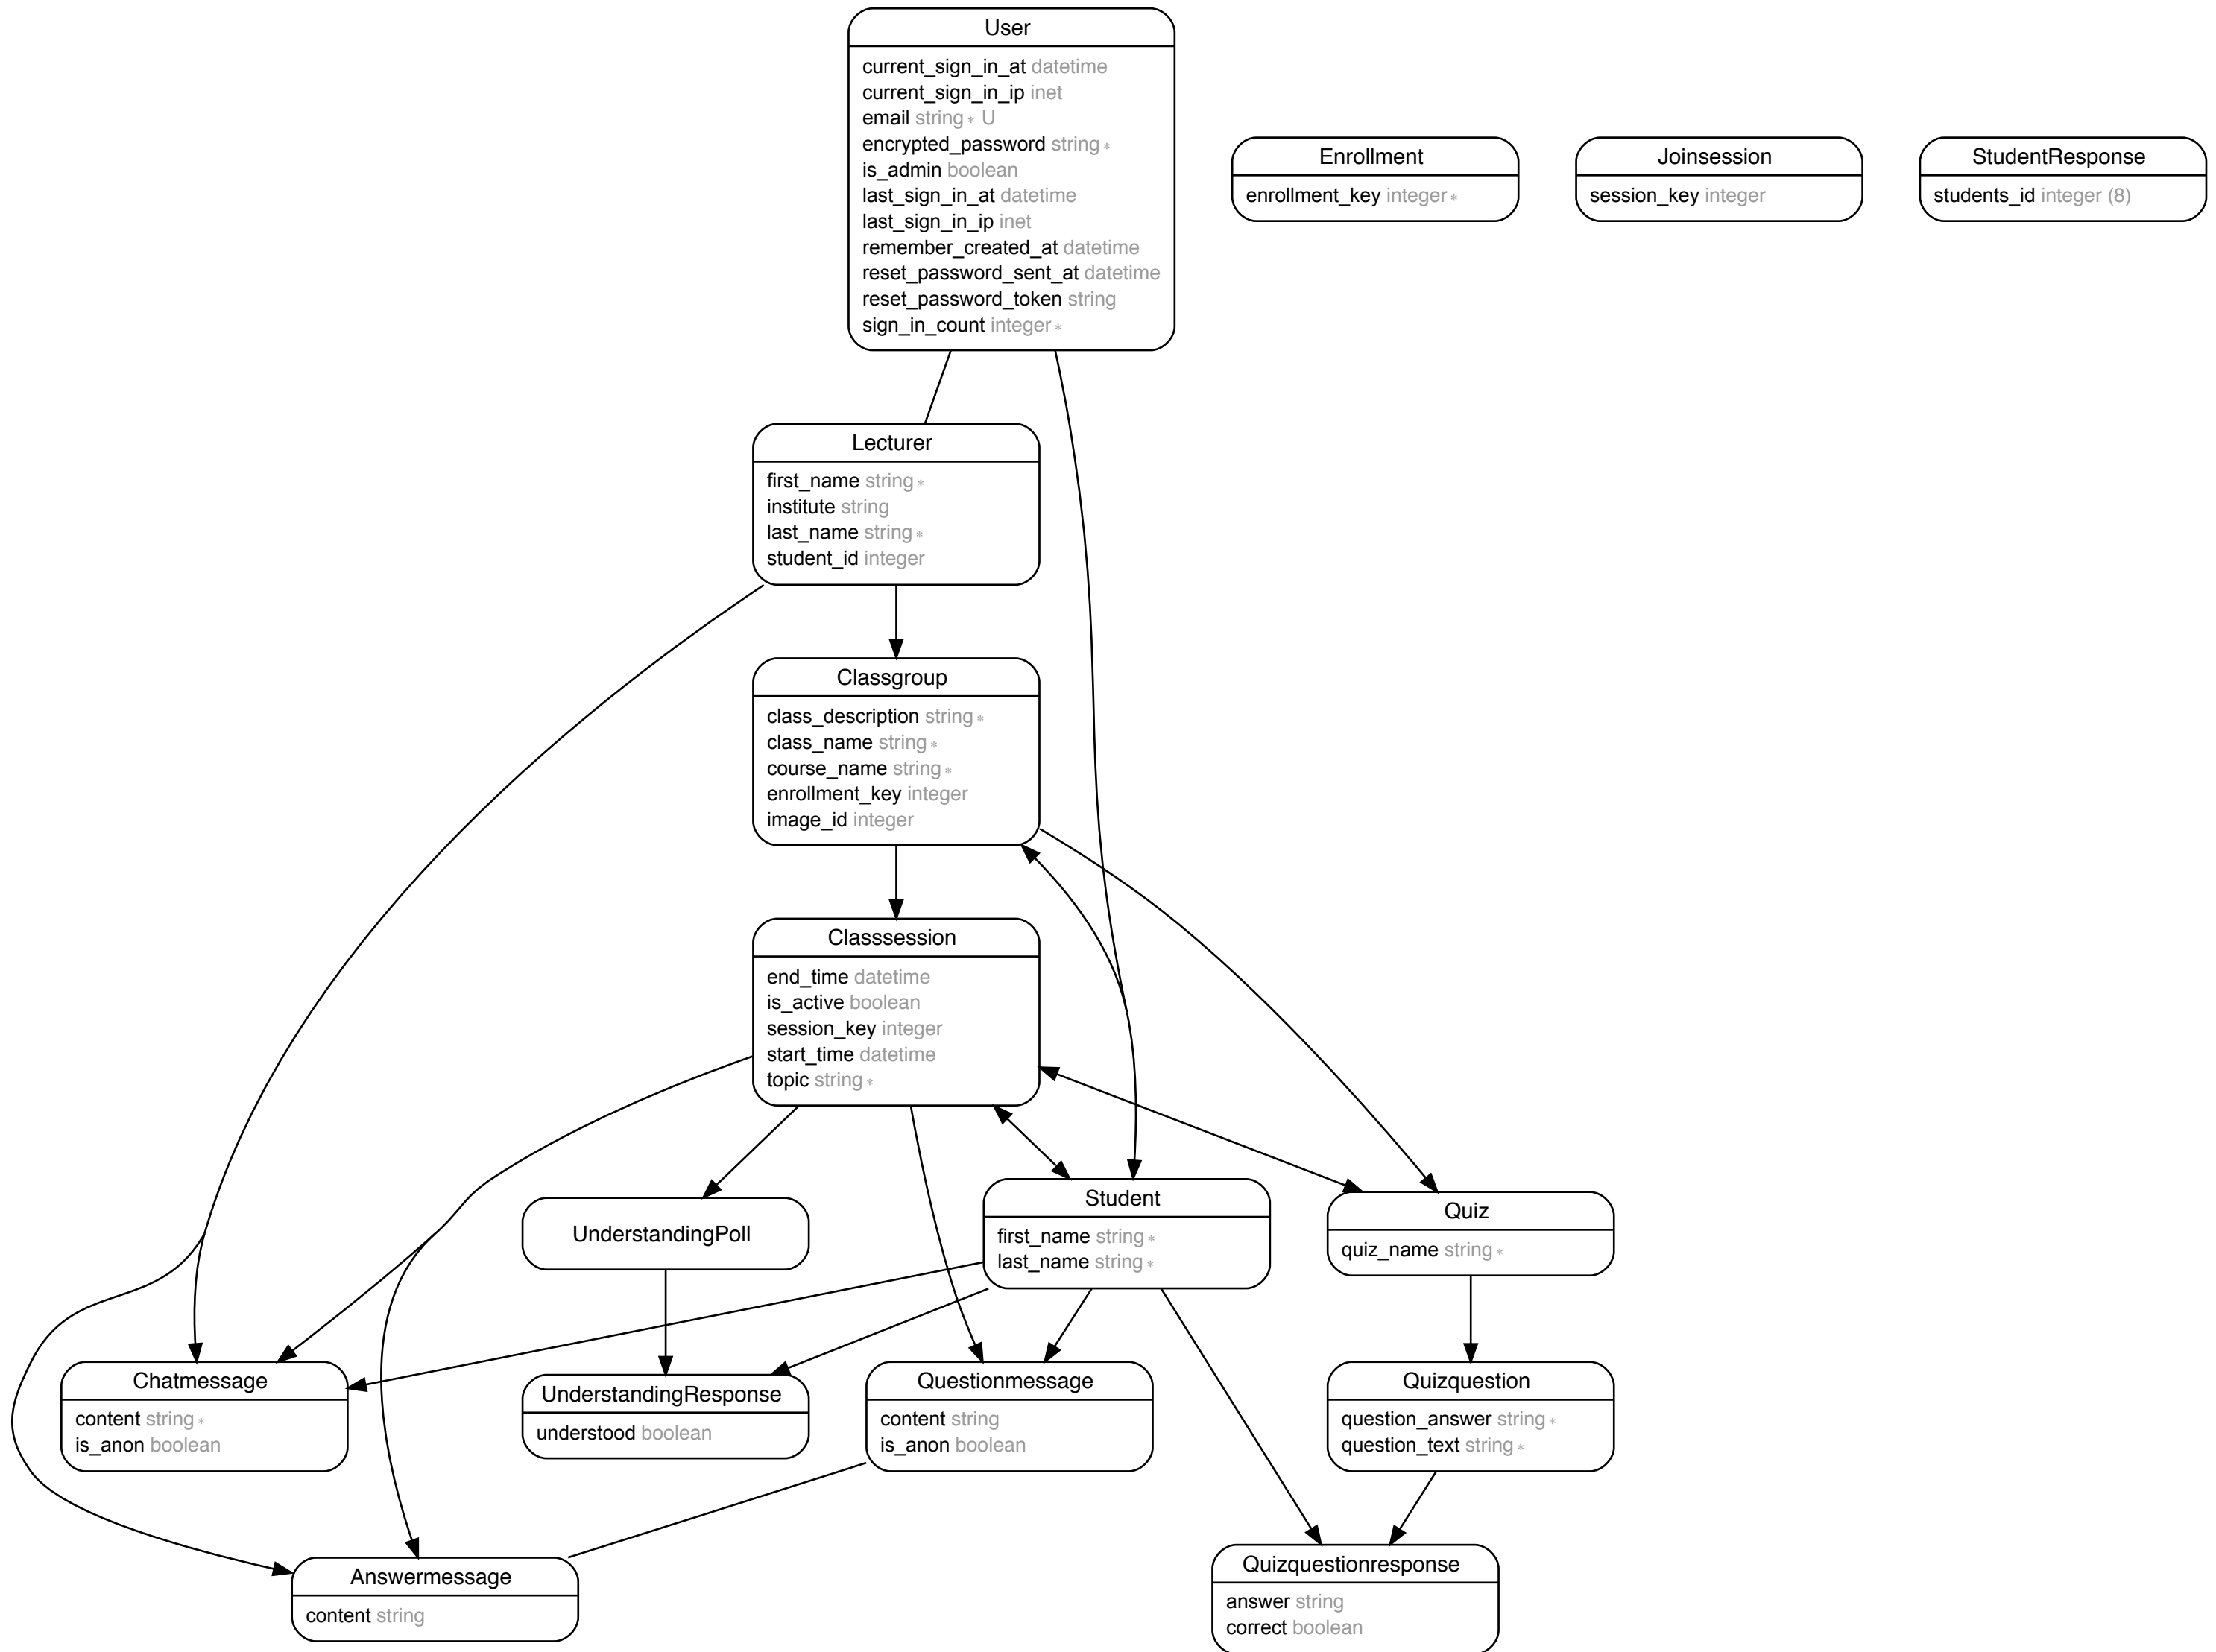 User
current_sign_in_at datetime
current_sign_in_ip inet
email string * U
encrypted_password string *
is_admin boolean
last_sign_in_at datetime
last_sign_in_ip inet
remember_created_at datetime
reset_password_sent_at datetime
reset_password_token string
sign_in_count integer *
Enrollment
enrollment_key integer *
Joinsession
session_key integer
StudentResponse
students_id integer (8)
Lecturer
first_name string *
institute string
last_name string *
student_id integer
Classgroup
class_description string *
class_name string *
course_name string *
enrollment_key integer
image_id integer
Classsession
end_time datetime
is_active boolean
session_key integer
start_time datetime
topic string *
UnderstandingPoll
Student
first_name string *
last_name string *
Quiz
quiz_name string *
Chatmessage
content string *
is_anon boolean
UnderstandingResponse
understood boolean
Questionmessage
content string
is_anon boolean
Quizquestion
question_answer string *
question_text string *
Answermessage
content string
Quizquestionresponse
answer string
correct boolean